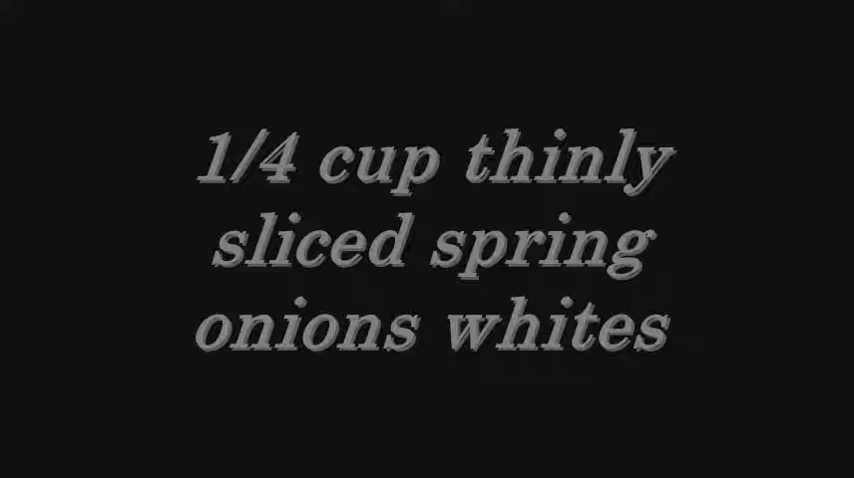 1/4 cup thinly
sliced spring
onions whites